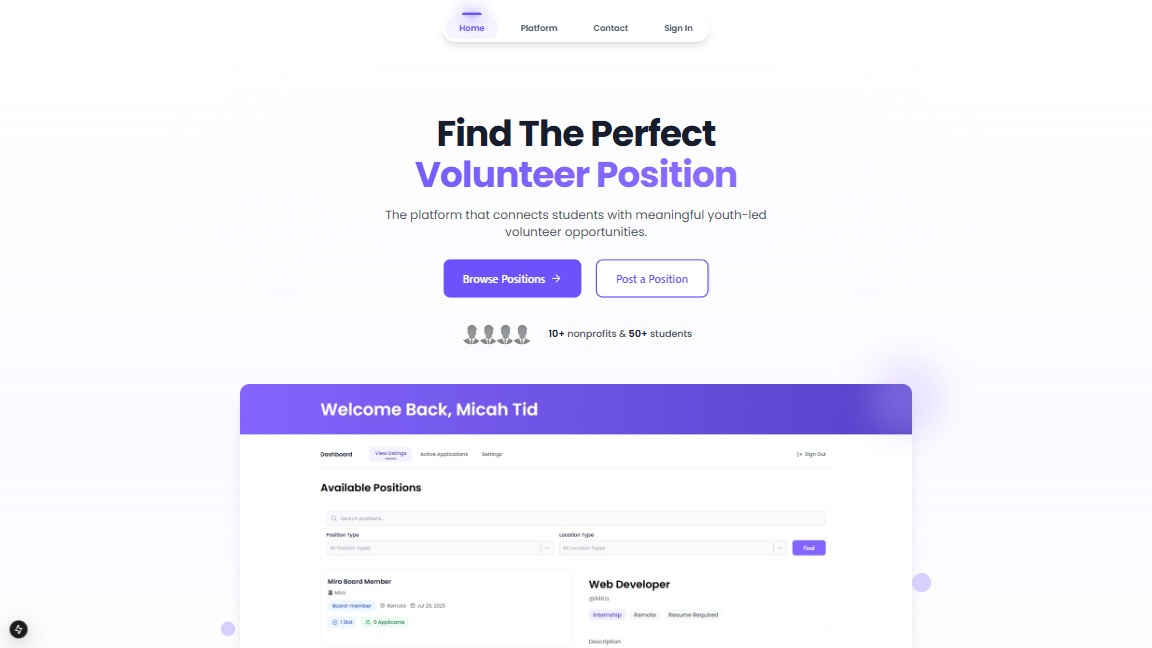 Home Platform Contact Sign In
Find The Perfect
Volunteer Position
The platform that connects students with meaningful youth-led
volunteer opportunities.
Browse Positions → Post a Position
10+ nonprofits & 50+ students
Welcome Back, Micah Tid
Dashboard View Listings Active Applications Settings Sign Out
Available Positions
Search positions...
Position Type Location Type
All Position Types All Location Types Find
Mira Board Member
Mira
Board-member Remote Jul 29, 2025
1 Slot 0 Applicants
Web Developer
@Mira
Internship Remote Resume Required
Description